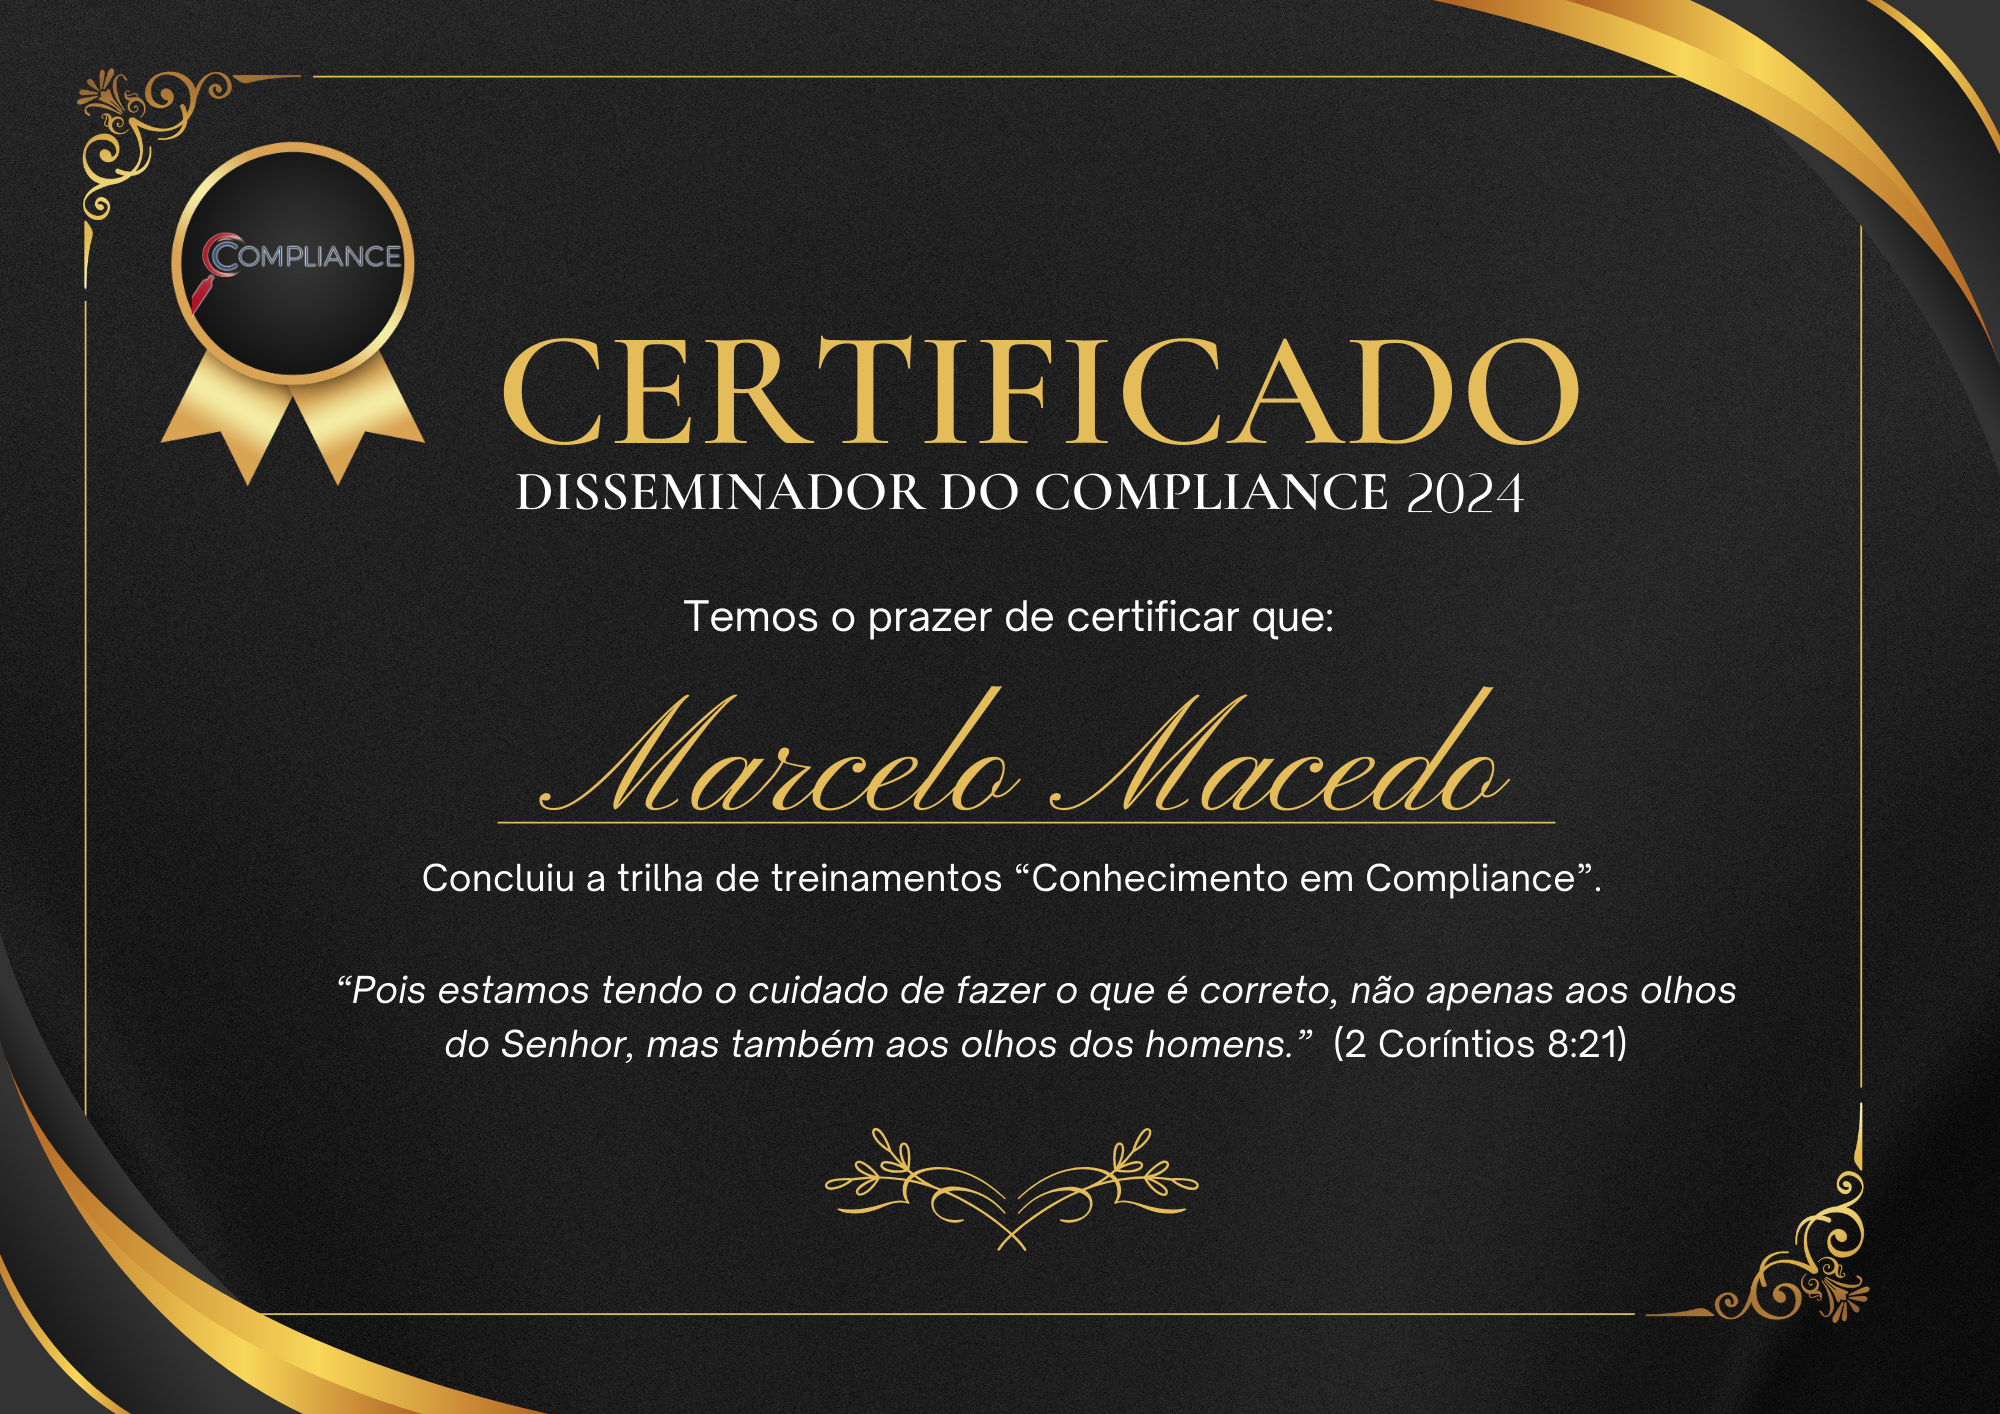 COMPLIANCE
CERTIFICADO
DISSEMINADOR DO COMPLIANCE 2024
Temos o prazer de certificar que:
Marcelo Macedo
Concluiu a trilha de treinamentos “Conhecimento em Compliance”.
“Pois estamos tendo o cuidado de fazer o que é correto, não apenas aos olhos
do Senhor, mas também aos olhos dos homens.” (2 Coríntios 8:21)